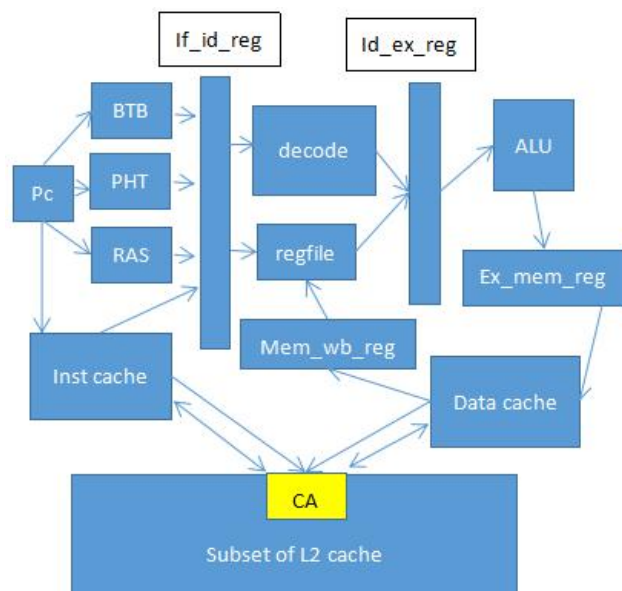 If_id_reg
Id_ex_reg
BTB
decode
ALU
Pc
PHT
RAS
regfile
Ex_mem_reg
Mem_wb_reg
Inst cache
Data cache
CA
Subset of L2 cache